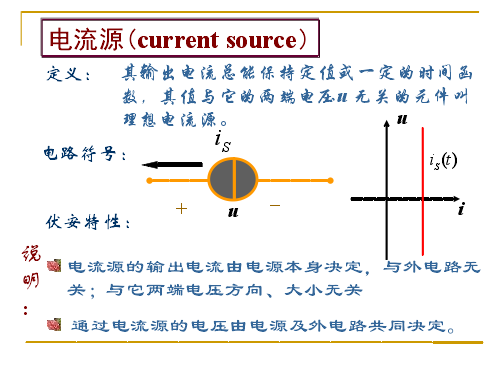 电流源(current source)
定义： 其输出电流总能保持定值或一定的时间函
数，其值与它的两端电压u 无关的元件叫
理想电流源。
u
电路符号：
iS
iS(t)
+ u −
i
伏安特性：
说明：
电流源的输出电流由电源本身决定，与外电路无
关；与它两端电压方向、大小无关
通过电流源的电压由电源及外电路共同决定。